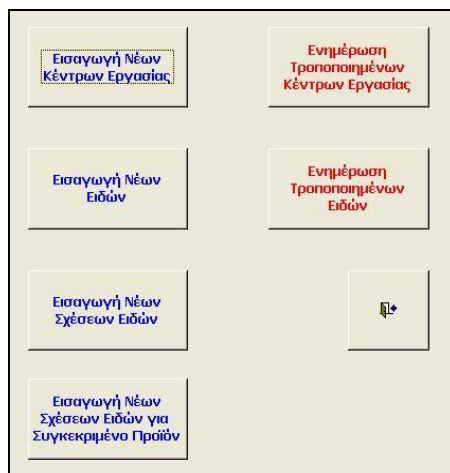 Εισαγωγή Νέων
Κέντρων Εργασίας
Ενημέρωση
Τροποποιημένων
Κέντρων Εργασίας
Εισαγωγή Νέων
Ειδών
Ενημέρωση
Τροποποιημένων
Ειδών
Εισαγωγή Νέων
Σχέσεων Ειδών
Εισαγωγή Νέων
Σχέσεων Ειδών για
Συγκεκριμένο Προϊόν